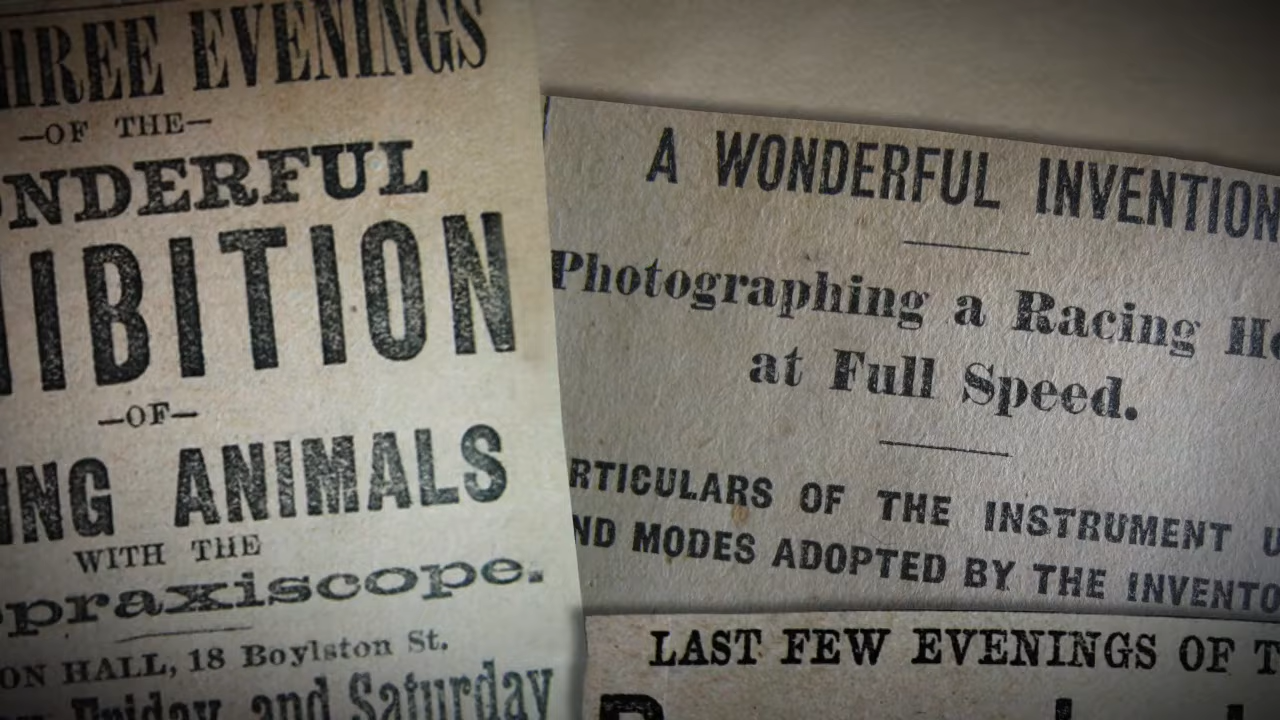 HREE EVENINGS
—OF THE—
ONDERFUL
IBITION
—OF—
ING ANIMALS
WITH THE
praxiscope.
ON HALL, 18 Boylston St.
Friday and Saturday
A WONDERFUL INVENTION
Photographing a Racing Ho
at Full Speed.
RTICULARS OF THE INSTRUMENT U
ND MODES ADOPTED BY THE INVENTO
LAST FEW EVENINGS OF T